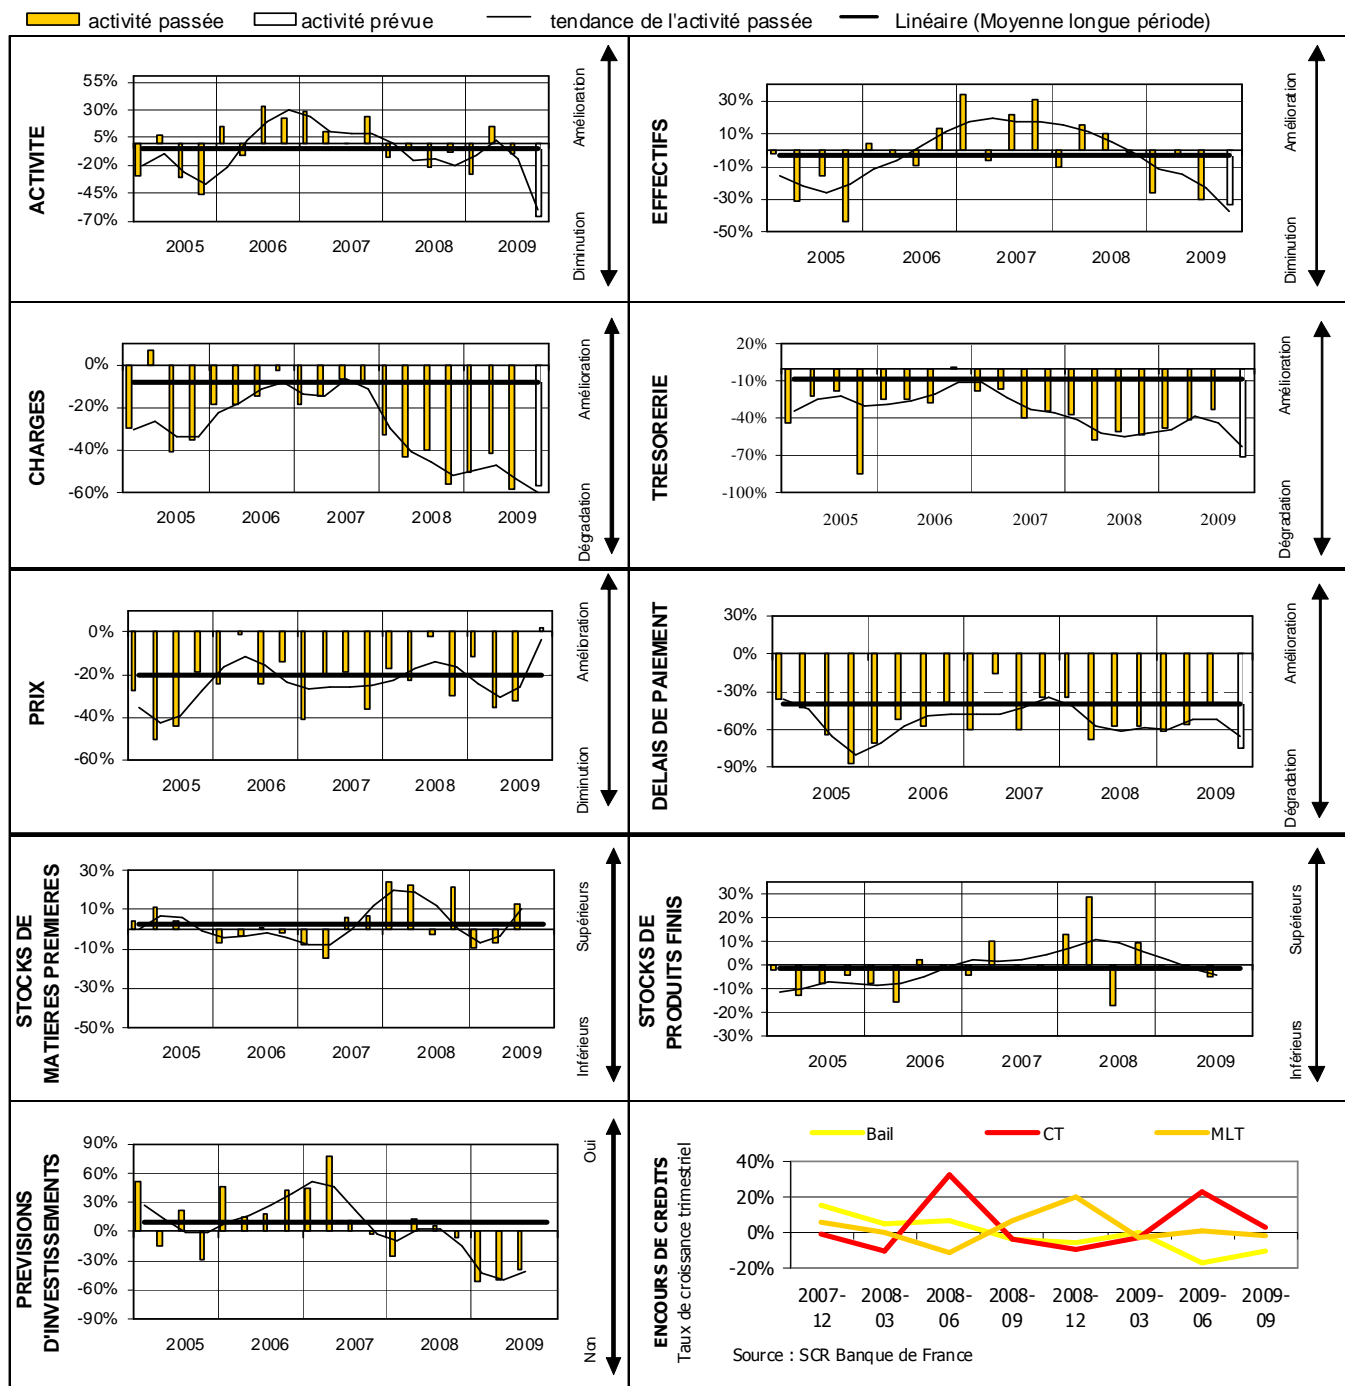 activité passée activité prévue tendance de l'activité passée Linéaire (Moyenne longue période)
ACTIVITE
55%
30%
5%
-20%
-45%
-70%
2005 2006 2007 2008 2009
Amélioration
Diminution
EFFECTIFS
30%
10%
-10%
-30%
-50%
2005 2006 2007 2008 2009
Amélioration
Diminution
CHARGES
0%
-20%
-40%
-60%
2005 2006 2007 2008 2009
Amélioration
Dégradation
TRESORERIE
20%
-10%
-40%
-70%
-100%
2005 2006 2007 2008 2009
Amélioration
Dégradation
PRIX
0%
-20%
-40%
-60%
2005 2006 2007 2008 2009
Amélioration
Diminution
DELAIS DE PAIEMENT
30%
0%
-30%
-60%
-90%
2005 2006 2007 2008 2009
Amélioration
Dégradation
STOCKS DE
MATIERES PREMIERES
30%
10%
-10%
-30%
-50%
2005 2006 2007 2008 2009
Supérieurs
Inférieurs
STOCKS DE
PRODUITS FINIS
30%
20%
10%
0%
-10%
-20%
-30%
2005 2006 2007 2008 2009
Supérieurs
Inférieurs
PREVISIONS
D'INVESTISSEMENTS
90%
60%
30%
0%
-30%
-60%
-90%
2005 2006 2007 2008 2009
Oui
Non
ENCOURS DE CREDITS
Taux de croissance trimestriel
Bail CT MLT
40%
20%
0%
-20%
2007- 2008- 2008- 2008- 2008- 2009- 2009- 2009-
12 03 06 09 12 03 06 09
Source : SCR Banque de France